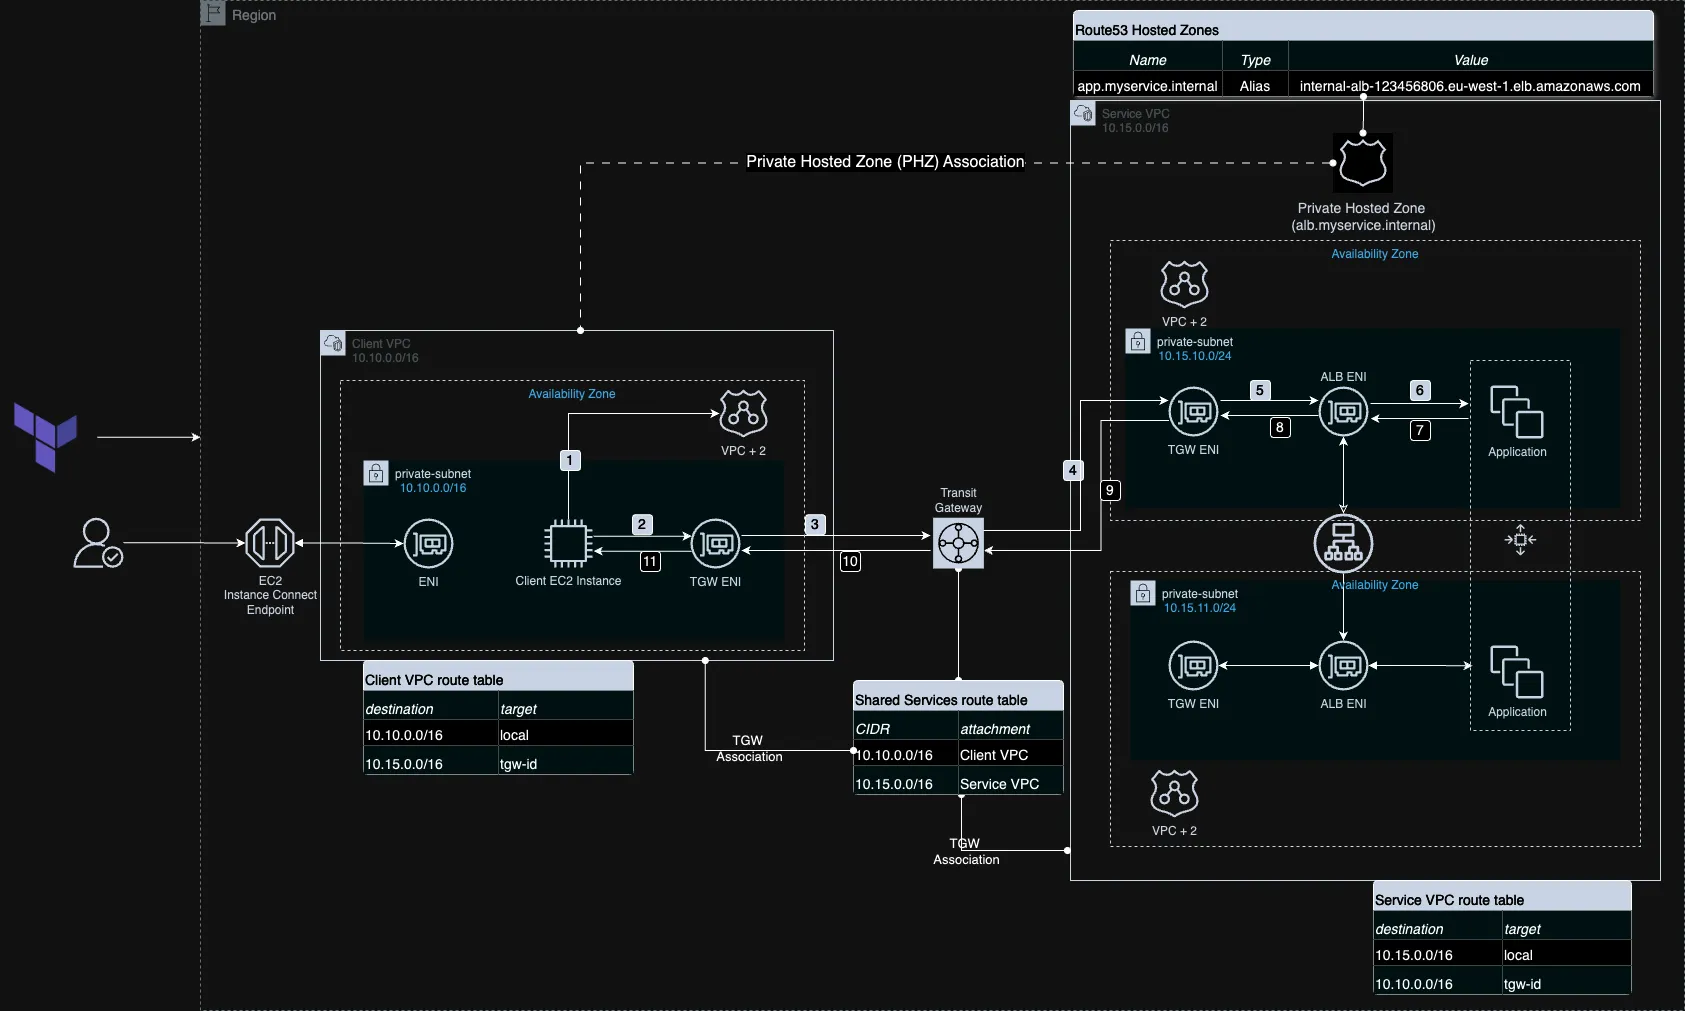 Region
Route53 Hosted Zones
Name Type Value
app.myservice.internal Alias internal-alb-123456806.eu-west-1.elb.amazonaws.com
Service VPC
10.15.0.0/16
Private Hosted Zone (PHZ) Association
Private Hosted Zone
(alb.myservice.internal)
Availability Zone
VPC + 2
private-subnet
10.15.10.0/24
ALB ENI
5
6
8
7
TGW ENI
Application
Client VPC
10.10.0.0/16
Availability Zone
VPC + 2
1
private-subnet
10.10.0.0/16
2
3
11
10
ENI
Client EC2 Instance
TGW ENI
EC2
Instance Connect
Endpoint
Transit
Gateway
4
9
Availability Zone
private-subnet
10.15.11.0/24
TGW ENI
ALB ENI
Application
VPC + 2
Client VPC route table
destination target
10.10.0.0/16 local
10.15.0.0/16 tgw-id
TGW
Association
Shared Services route table
CIDR attachment
10.10.0.0/16 Client VPC
10.15.0.0/16 Service VPC
TGW
Association
Service VPC route table
destination target
10.15.0.0/16 local
10.10.0.0/16 tgw-id